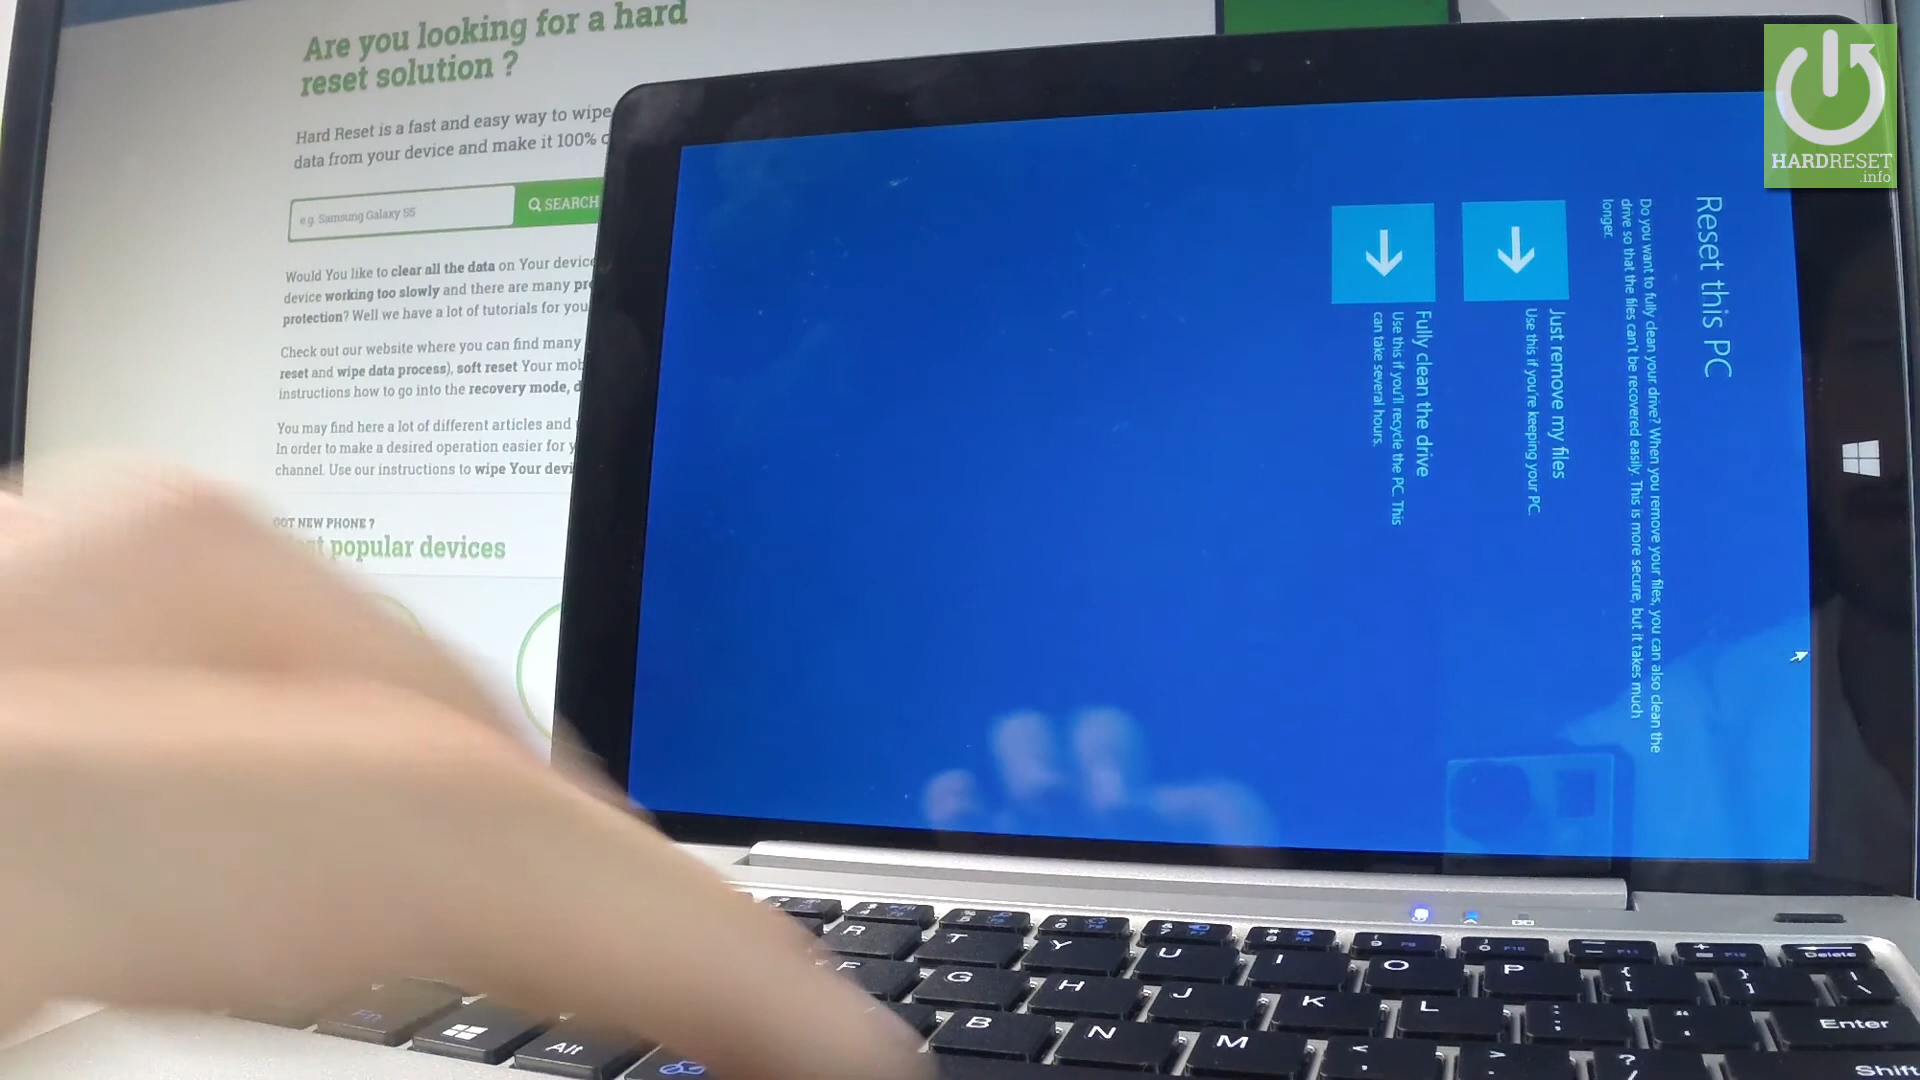 Are you looking for a hard
reset solution ?
Hard Reset is a fast and easy way to wipe
data from your device and make it 100%
e.g. Samsung Galaxy S5
SEARCH
Would You like to clear all the data on Your device
device working too slowly and there are many
protection? Well we have a lot of tutorials for you
Check out our website where you can find many
reset and wipe data process), soft reset Your
instructions how to go into the recovery mode,
You may find here a lot of different articles and
In order to make a desired operation easier for
channel. Use our instructions to wipe Your
GOT NEW PHONE ?
popular devices
HARDRESET
.info
Reset this PC
Do you want to fully clean your drive? When you remove your files, you can also clean the
drive so that the files can't be recovered easily. This is more secure, but it takes much
longer.
Just remove my files
Use this if you're keeping your PC.
Fully clean the drive
Use this if you'll recycle the PC. This
can take several hours.
Delete
R T Y U I O P { [ } ] | \
F G H J K L : ; " ' Enter
B N M < > ? / Shift
Fn Alt